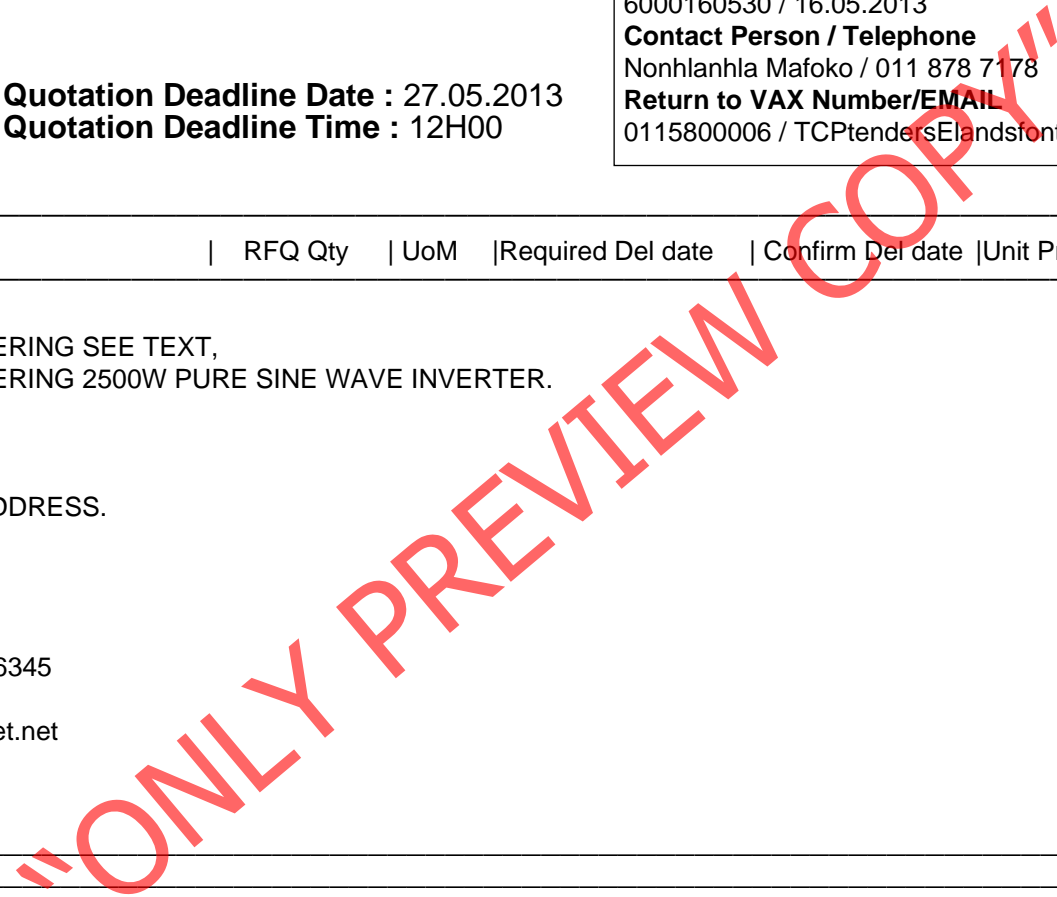 6000160530 / 16.05.2013
Contact Person / Telephone
Nonhlanhla Mafoko / 011 878 7178
Quotation Deadline Date : 27.05.2013
Return to VAX Number/EMAIL
Quotation Deadline Time : 12H00
0115800006 / TCPtendersElandsfont
| RFQ Qty | UoM |Required Del date | Confirm Del date |Unit Pr
ERING SEE TEXT,
ERING 2500W PURE SINE WAVE INVERTER.
DDRESS.
6345
et.net
"ONLY PREVIEW COPY"